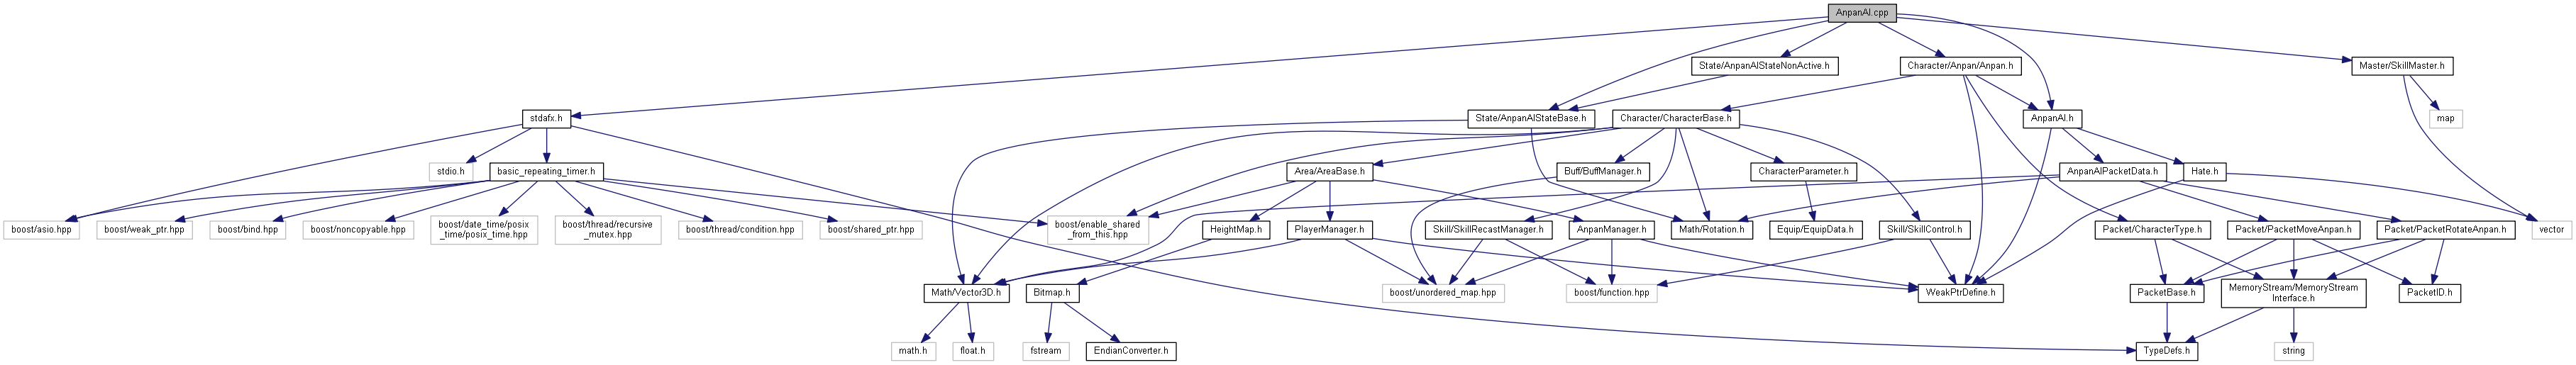 AnpanAI.cpp
State/AnpanAIStateNonActive.h
Character/Anpan/Anpan.h
Master/SkillMaster.h
stdafx.h
State/AnpanAIStateBase.h
Character/CharacterBase.h
AnpanAI.h
map
stdio.h
basic_repeating_timer.h
Area/AreaBase.h
Buff/BuffManager.h
CharacterParameter.h
AnpanAIPacketData.h
Hate.h
boost/asio.hpp
boost/weak_ptr.hpp
boost/bind.hpp
boost/noncopyable.hpp
boost/date_time/posix
_time/posix_time.hpp
boost/thread/recursive
_mutex.hpp
boost/thread/condition.hpp
boost/shared_ptr.hpp
boost/enable_shared
_from_this.hpp
HeightMap.h
PlayerManager.h
Skill/SkillRecastManager.h
AnpanManager.h
Math/Rotation.h
Equip/EquipData.h
Skill/SkillControl.h
Packet/CharacterType.h
Packet/PacketMoveAnpan.h
Packet/PacketRotateAnpan.h
vector
Math/Vector3D.h
Bitmap.h
boost/unordered_map.hpp
boost/function.hpp
WeakPtrDefine.h
PacketBase.h
MemoryStream/MemoryStream
Interface.h
PacketID.h
math.h
float.h
fstream
EndianConverter.h
TypeDefs.h
string